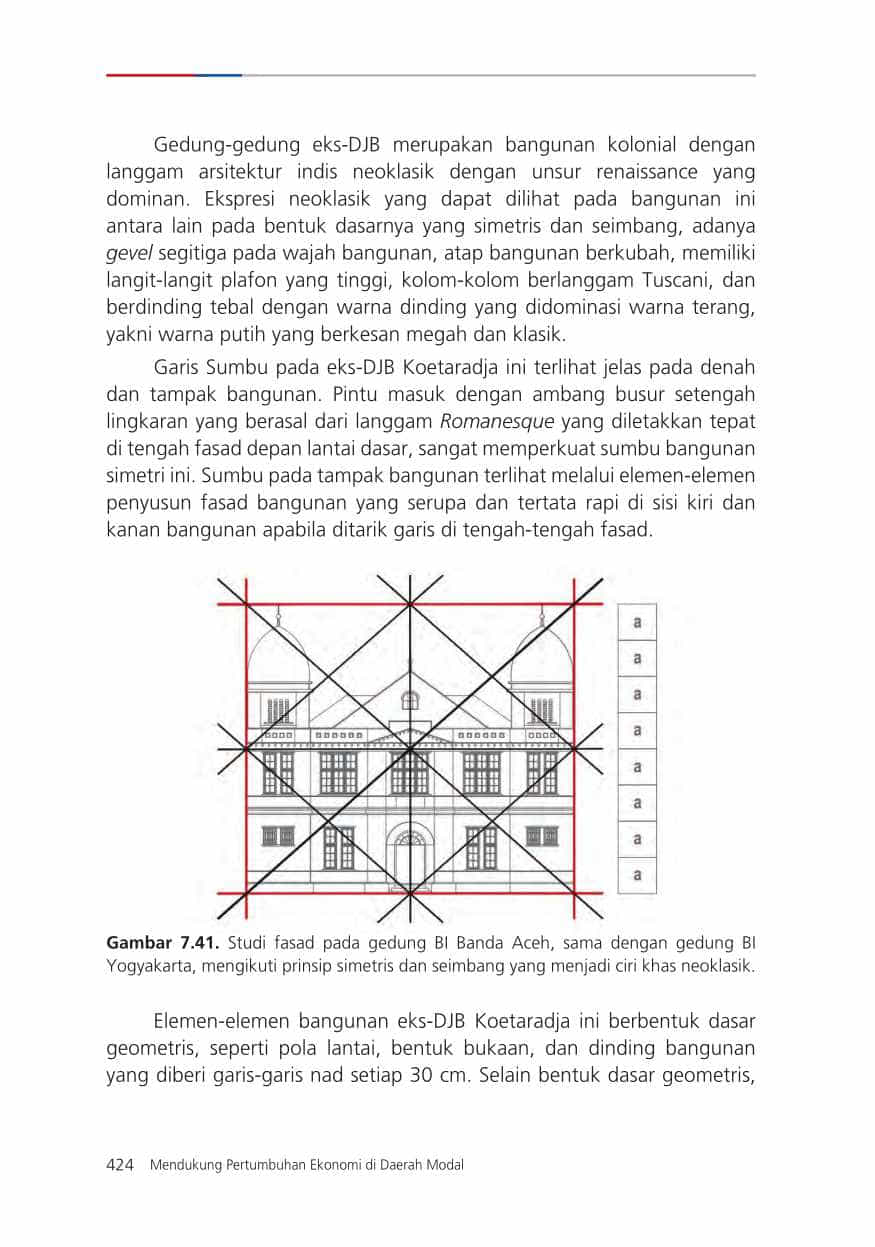 Gedung-gedung eks-DJB merupakan bangunan kolonial dengan
langgam arsitektur indis neoklasik dengan unsur renaissance yang
dominan. Ekspresi neoklasik yang dapat dilihat pada bangunan ini
antara lain pada bentuk dasarnya yang simetris dan seimbang, adanya
gevel segitiga pada wajah bangunan, atap bangunan berkubah, memiliki
langit-langit plafon yang tinggi, kolom-kolom berlanggam Tuscani, dan
berdinding tebal dengan warna dinding yang didominasi warna terang,
yakni warna putih yang berkesan megah dan klasik.
Garis Sumbu pada eks-DJB Koetaradja ini terlihat jelas pada denah
dan tampak bangunan. Pintu masuk dengan ambang busur setengah
lingkaran yang berasal dari langgam Romanesque yang diletakkan tepat
di tengah fasad depan lantai dasar, sangat memperkuat sumbu bangunan
simetri ini. Sumbu pada tampak bangunan terlihat melalui elemen-elemen
penyusun fasad bangunan yang serupa dan tertata rapi di sisi kiri dan
kanan bangunan apabila ditarik garis di tengah-tengah fasad.
a
a
a
a
a
a
a
a
Gambar 7.41. Studi fasad pada gedung BI Banda Aceh, sama dengan gedung BI
Yogyakarta, mengikuti prinsip simetris dan seimbang yang menjadi ciri khas neoklasik.
Elemen-elemen bangunan eks-DJB Koetaradja ini berbentuk dasar
geometris, seperti pola lantai, bentuk bukaan, dan dinding bangunan
yang diberi garis-garis nad setiap 30 cm. Selain bentuk dasar geometris,
424 Mendukung Pertumbuhan Ekonomi di Daerah Modal